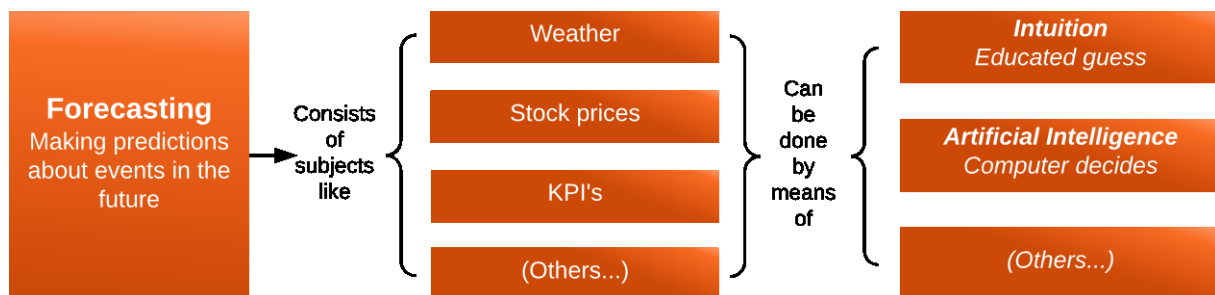 Forecasting
Making predictions
about events in the
future
Consists
of
subjects
like
Weather
Stock prices
KPI's
(Others...)
Can
be
done
by
means
of
Intuition
Educated guess
Artificial Intelligence
Computer decides
(Others...)